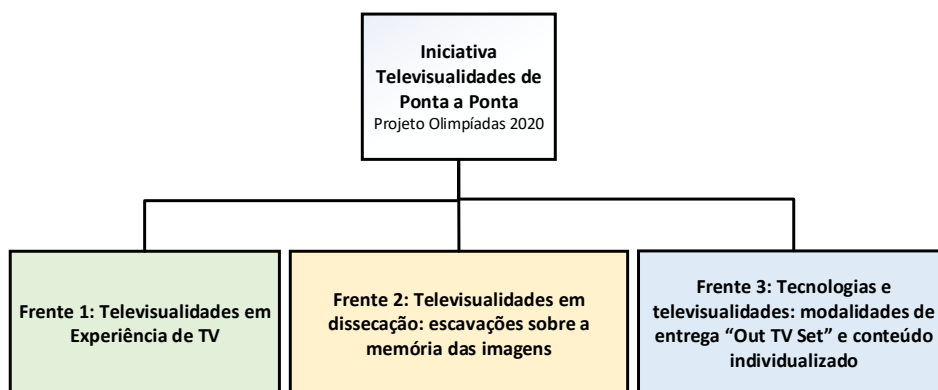 Iniciativa
Televisualidades de
Ponta a Ponta
Projeto Olimpíadas 2020
Frente 1: Televisualidades em
Experiência de TV
Frente 2: Televisualidades em
dissecação: escavações sobre a
memória das imagens
Frente 3: Tecnologias e
televisualidades: modalidades de
entrega “Out TV Set” e conteúdo
individualizado